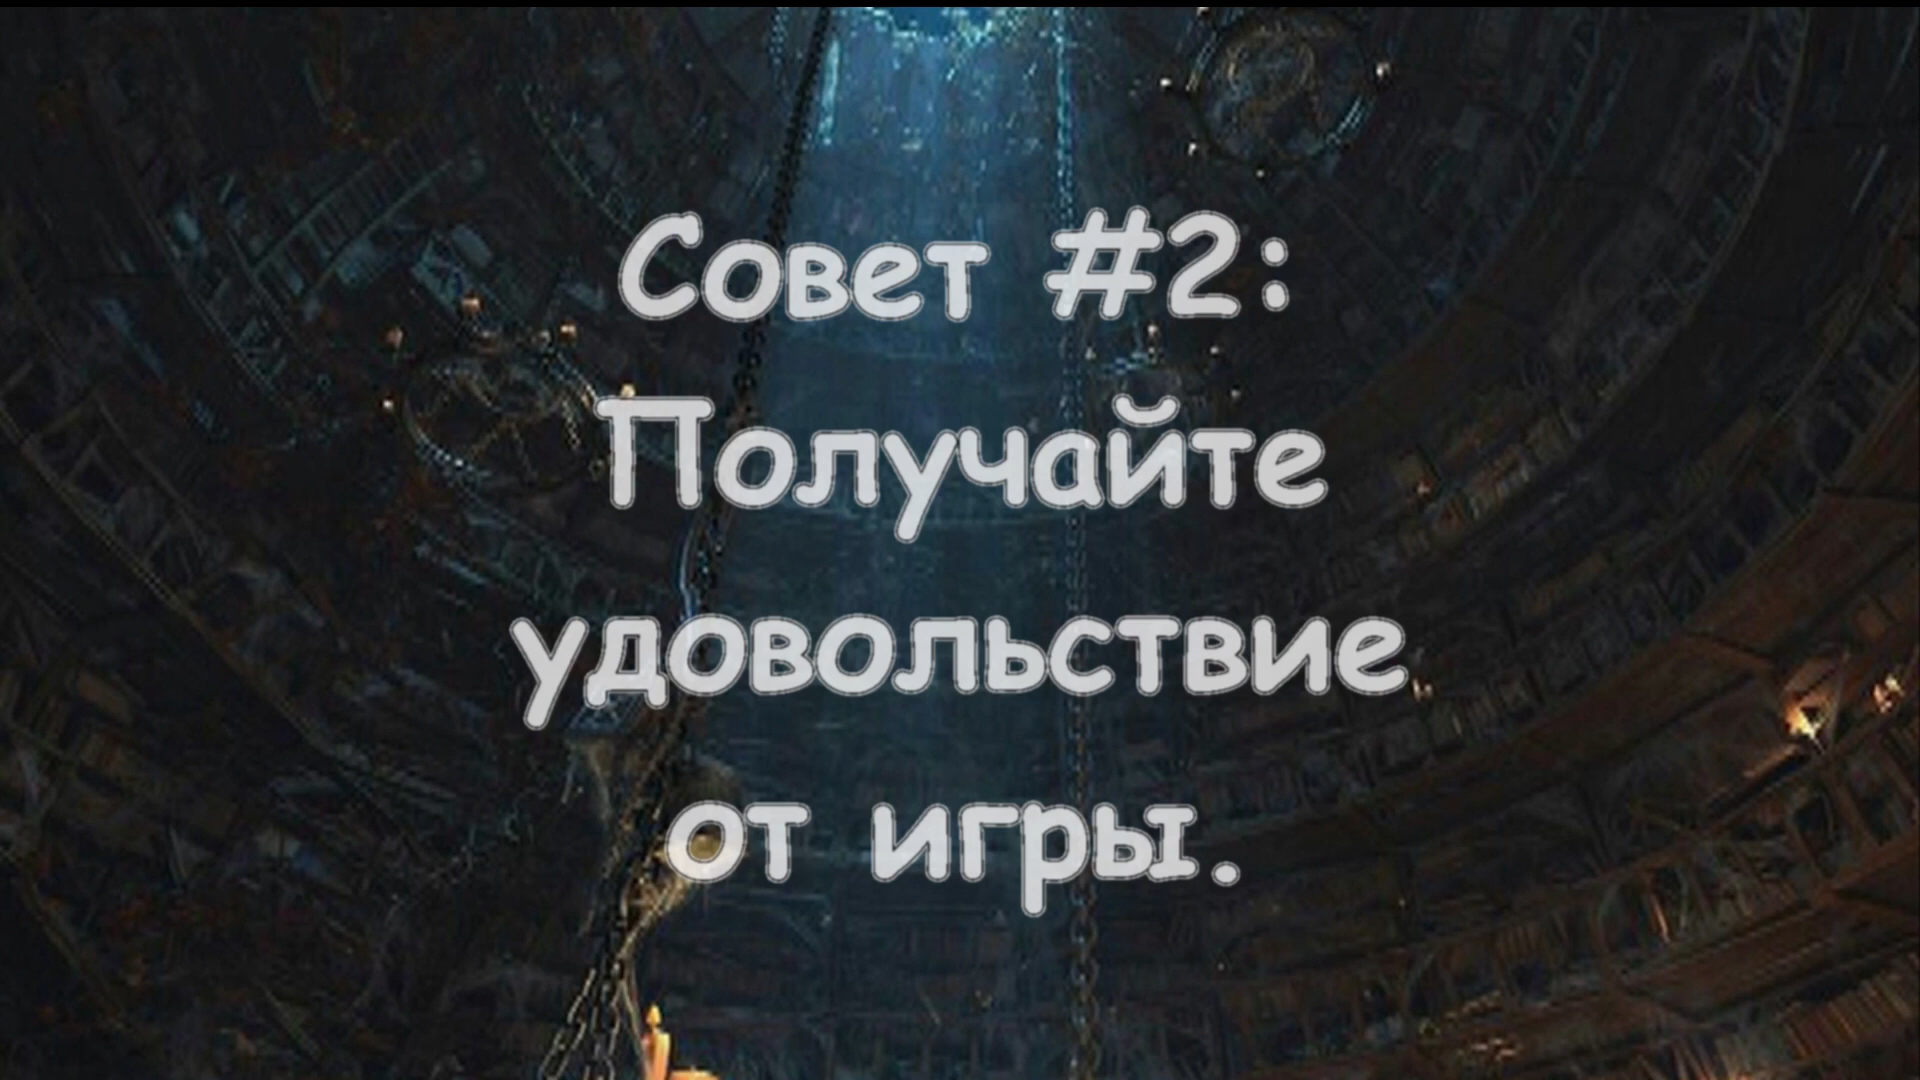 Совет #2:
Получайте
удовольствие
от игры.